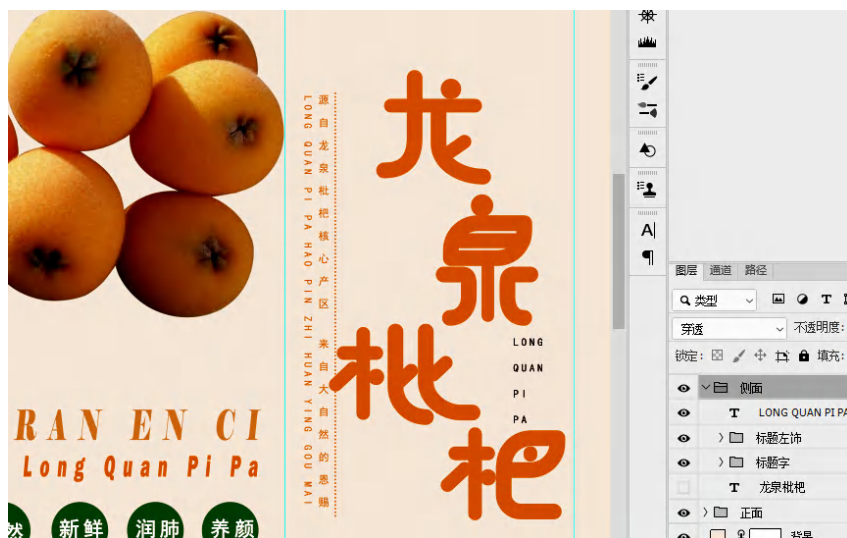 RAN EN CI
Long Quan Pi Pa
然
新鲜
润肺
养颜
源自龙泉枇杷核心产区 来自大自然的恩赐
LONG QUAN PI PA HAO PIN ZHI HUAN YING GOU MAI
龙泉枇杷
LONG
QUAN
PI
PA
A
图层 通道 路径
类型
T
穿透
不透明度:
锁定:
填充:
侧面
T LONG QUAN PI PA
标题左饰
标题字
T 龙泉枇杷
正面
背景